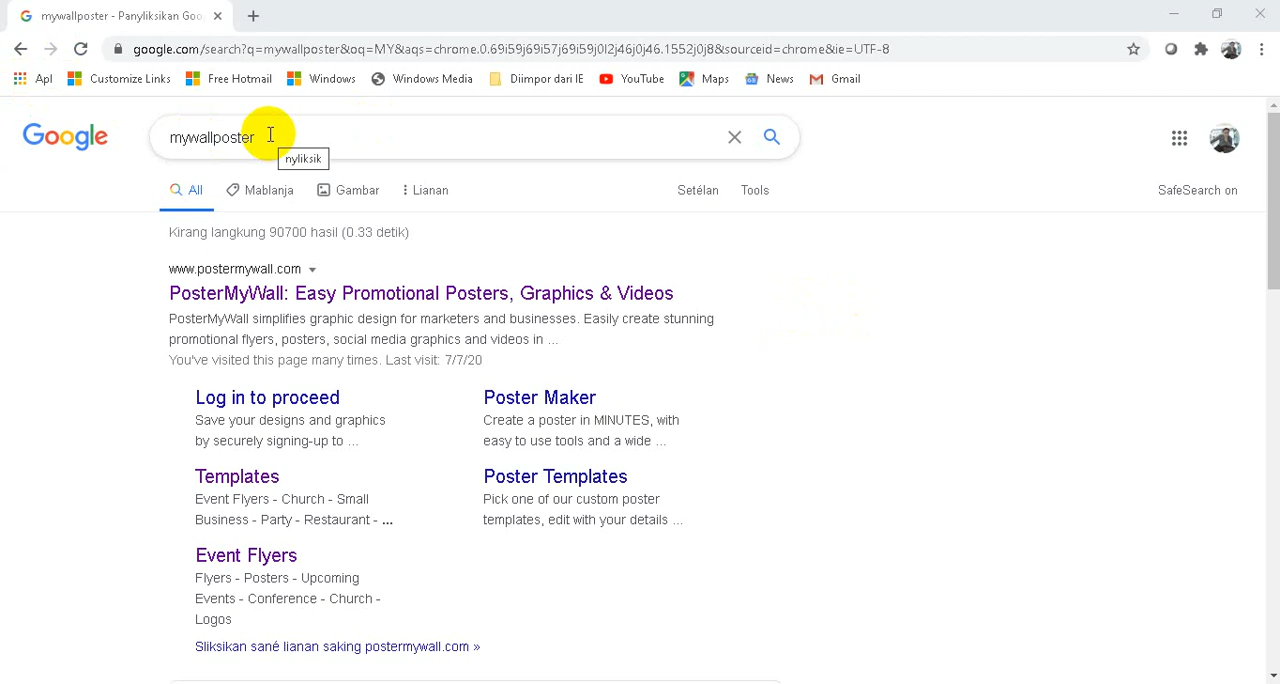 mywallposter - Panyliksikan Goo
google.com/search?q=mywallposter&oq=MY&aqs=chrome.0.69i59j69i57j69i59j0l2j46j0j46.1552j0j8&sourceid=chrome&ie=UTF-8
Apl Customize Links Free Hotmail Windows Windows Media Diimpor dari IE YouTube Maps News Gmail
Google mywallposter
nyliksik
All Mablanja Gambar Lianan Setélan Tools SafeSearch on
Kirang langkung 90700 hasil (0.33 detik)
www.postermywall.com
PosterMyWall: Easy Promotional Posters, Graphics & Videos
PosterMyWall simplifies graphic design for marketers and businesses. Easily create stunning
promotional flyers, posters, social media graphics and videos in ...
You've visited this page many times. Last visit: 7/7/20
Log in to proceed
Save your designs and graphics
by securely signing-up to ...
Poster Maker
Create a poster in MINUTES, with
easy to use tools and a wide ...
Templates
Event Flyers - Church - Small
Business - Party - Restaurant - ...
Poster Templates
Pick one of our custom poster
templates, edit with your details ...
Event Flyers
Flyers - Posters - Upcoming
Events - Conference - Church -
Logos
Sliksikan sané lianan saking postermywall.com »